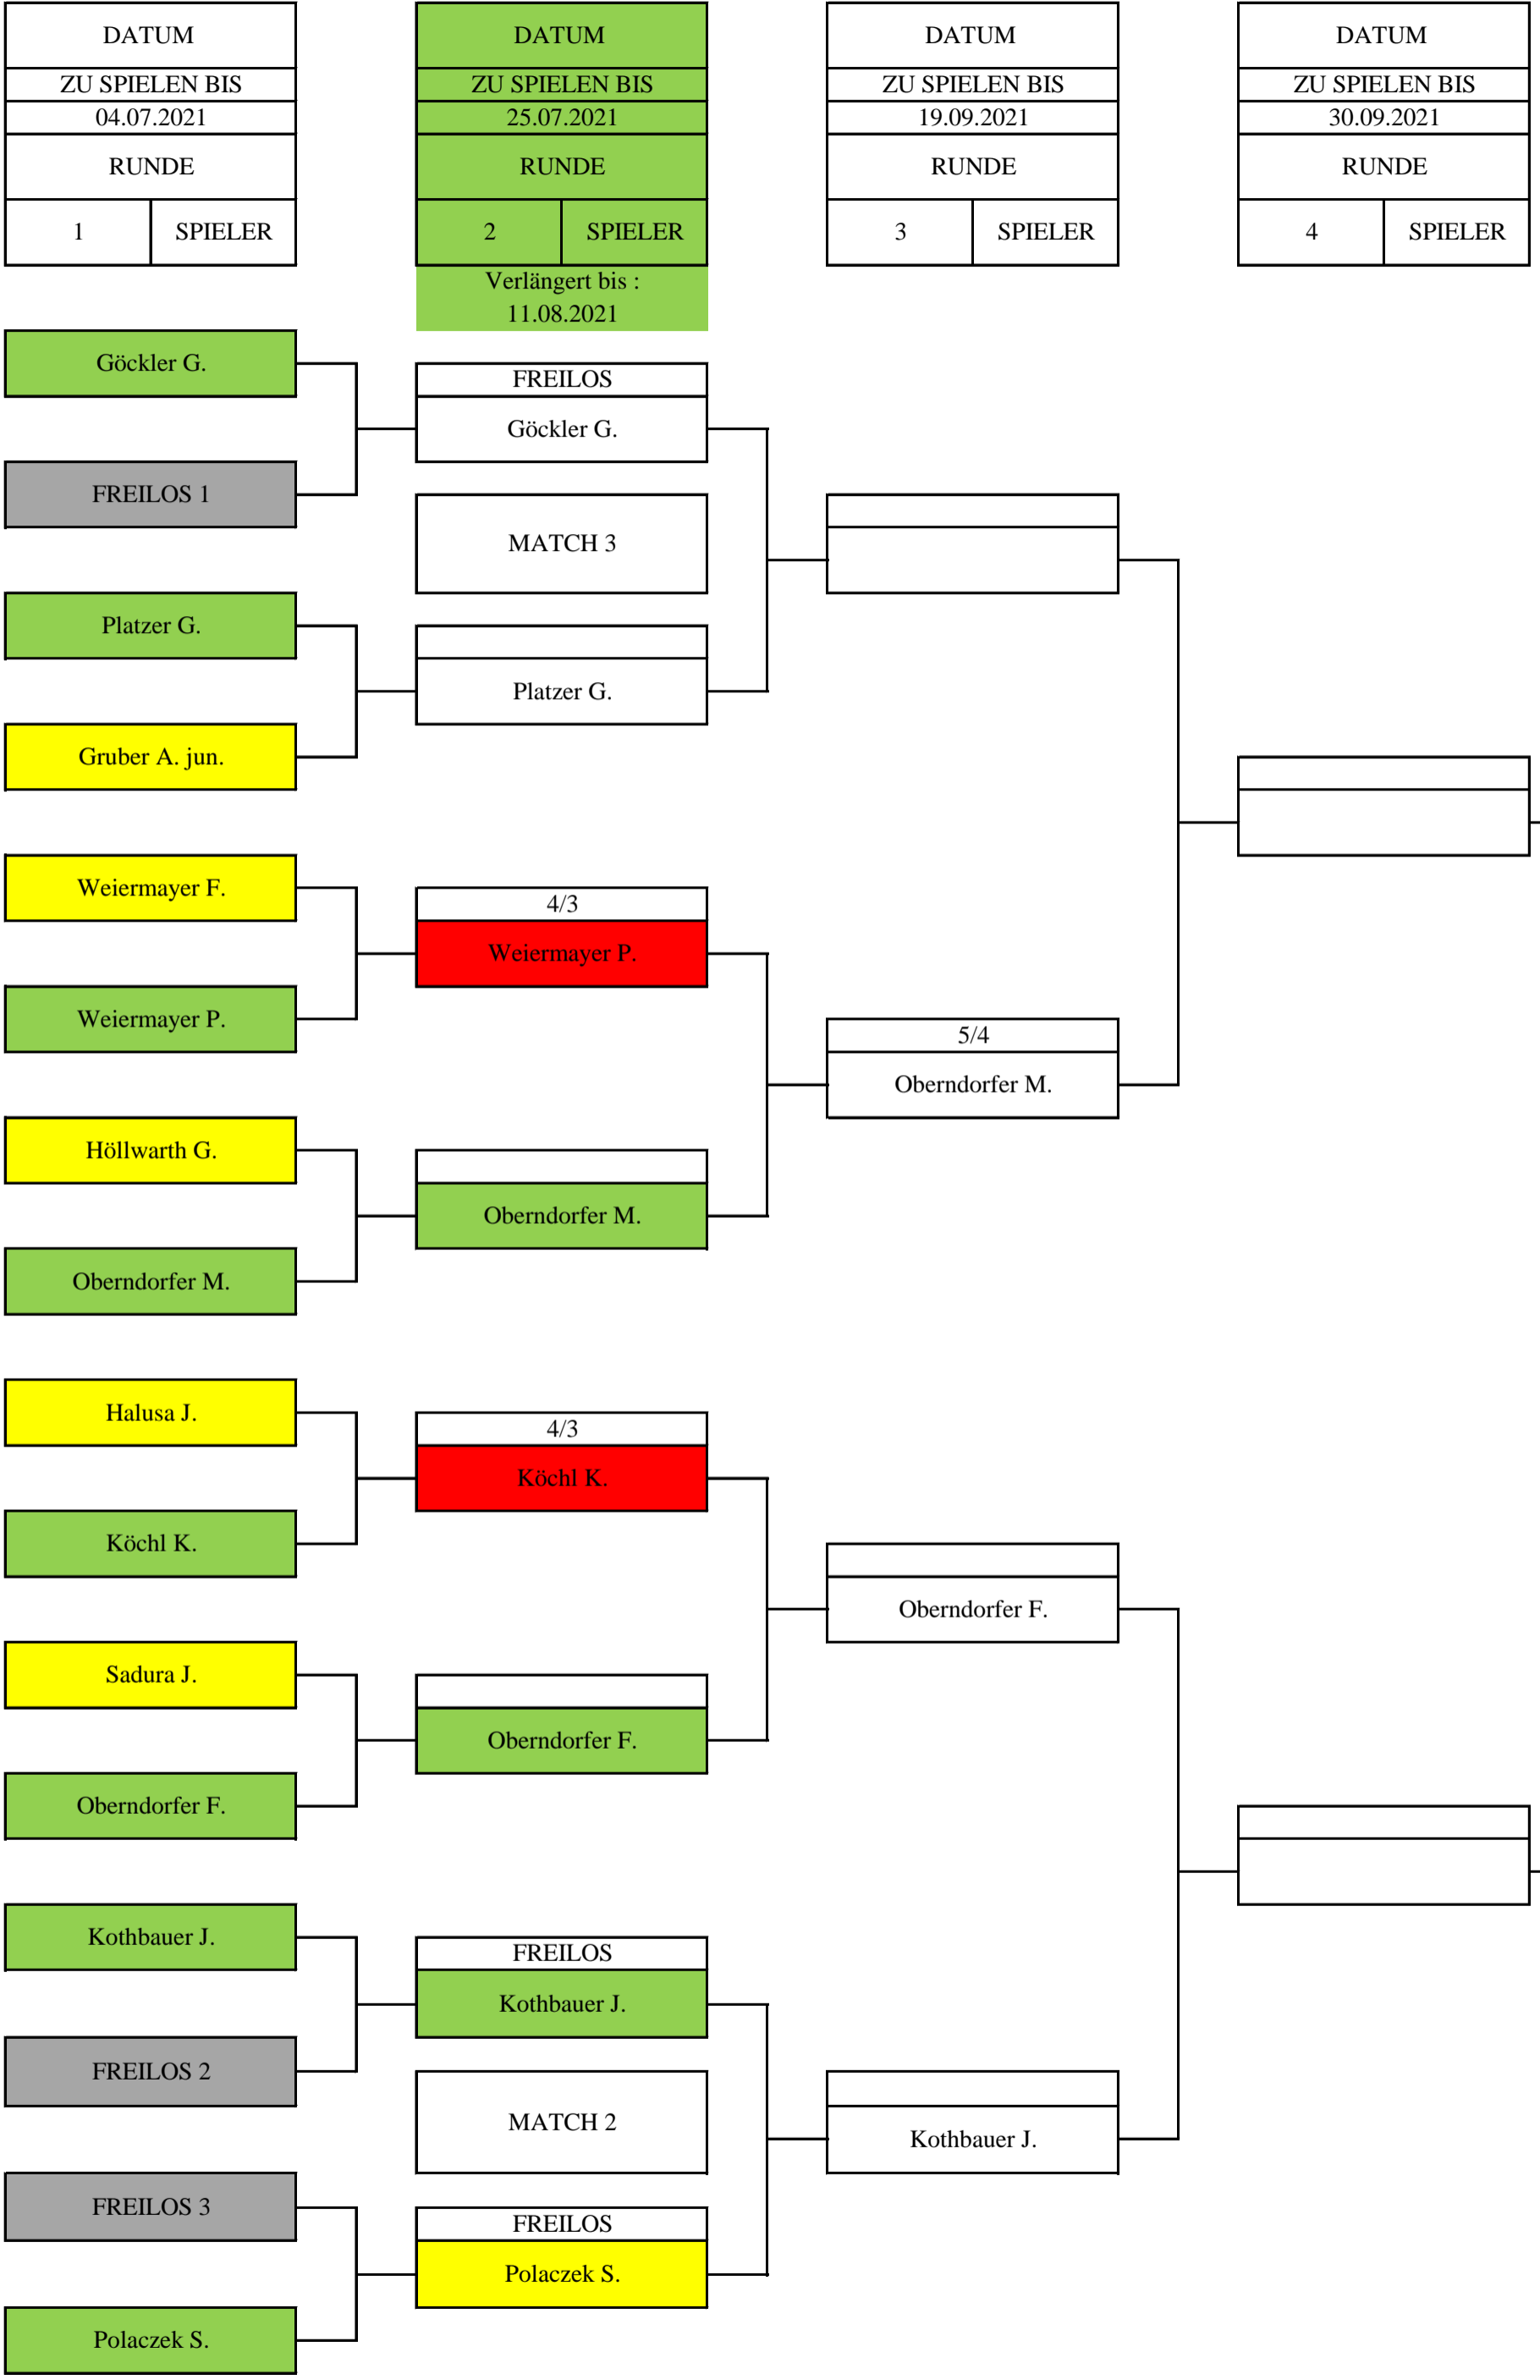 DATUM
ZU SPIELEN BIS
04.07.2021
RUNDE
1
SPIELER
DATUM
ZU SPIELEN BIS
25.07.2021
RUNDE
2
SPIELER
Verlängert bis :
11.08.2021
DATUM
ZU SPIELEN BIS
19.09.2021
RUNDE
3
SPIELER
DATUM
ZU SPIELEN BIS
30.09.2021
RUNDE
4
SPIELER
Göckler G.
FREILOS 1
Platzer G.
Gruber A. jun.
Weiermayer F.
Weiermayer P.
Höllwarth G.
Oberndorfer M.
Halusa J.
Köchl K.
Sadura J.
Oberndorfer F.
Kothbauer J.
FREILOS 2
FREILOS 3
Polaczek S.
FREILOS
Göckler G.
MATCH 3
Platzer G.
4/3
Weiermayer P.
Oberndorfer M.
4/3
Köchl K.
Oberndorfer F.
FREILOS
Kothbauer J.
MATCH 2
FREILOS
Polaczek S.
5/4
Oberndorfer M.
Oberndorfer F.
Kothbauer J.